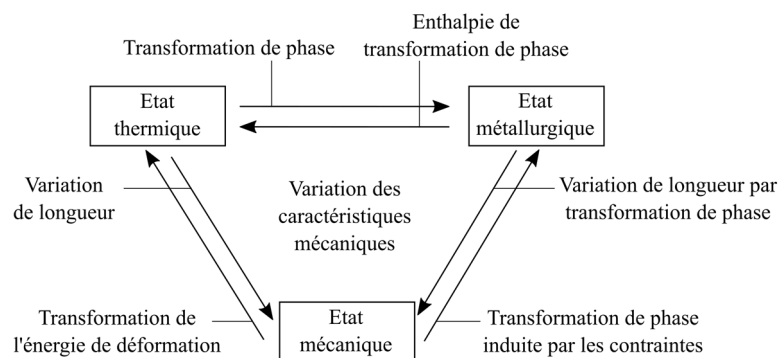 Enthalpie de
transformation de phase
Transformation de phase
Etat
thermique
Etat
métallurgique
Variation
de longueur
Variation des
caractéristiques
mécaniques
Variation de longueur par
transformation de phase
Transformation de
l'énergie de déformation
Etat
mécanique
Transformation de phase
induite par les contraintes